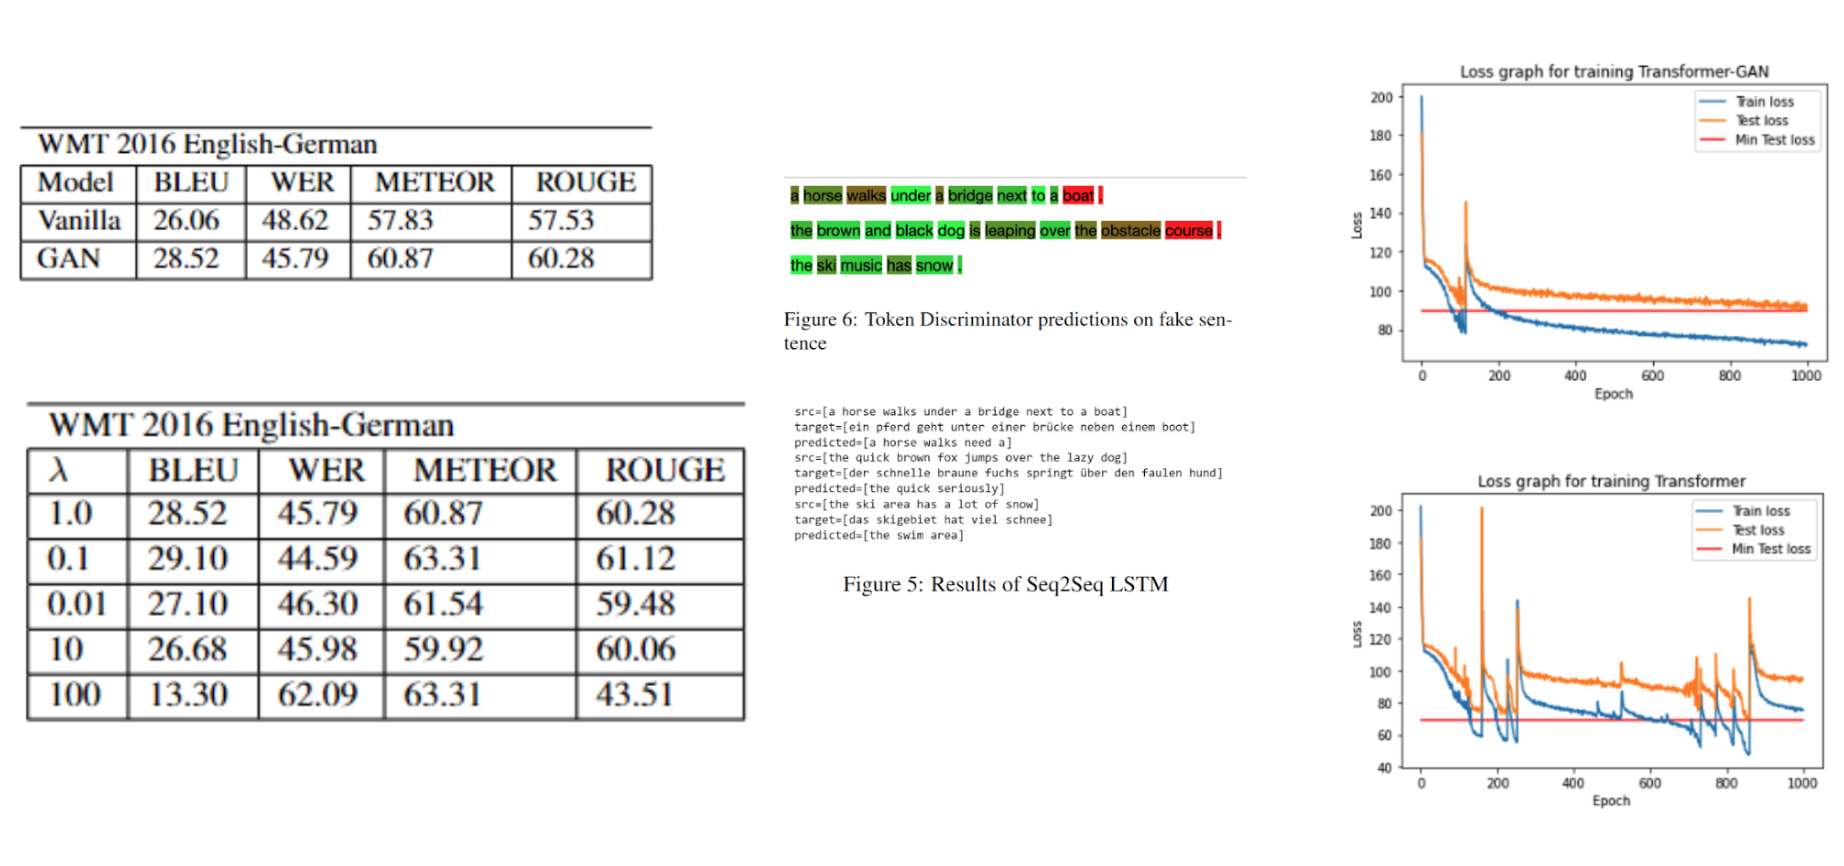 WMT 2016 English-German
Model BLEU WER METEOR ROUGE
Vanilla 26.06 48.62 57.83 57.53
GAN 28.52 45.79 60.87 60.28
WMT 2016 English-German
λ BLEU WER METEOR ROUGE
1.0 28.52 45.79 60.87 60.28
0.1 29.10 44.59 63.31 61.12
0.01 27.10 46.30 61.54 59.48
10 26.68 45.98 59.92 60.06
100 13.30 62.09 63.31 43.51
a horse walks under a bridge next to a boat .
the brown and black dog is leaping over the obstacle course .
the ski music has snow .
Figure 6: Token Discriminator predictions on fake sen-
tence
src=[a horse walks under a bridge next to a boat]
target=[ein pferd geht unter einer brücke neben einem boot]
predicted=[a horse walks need a]
src=[the quick brown fox jumps over the lazy dog]
target=[der schnelle braune fuchs springt über den faulen hund]
predicted=[the quick seriously]
src=[the ski area has a lot of snow]
target=[das skigebiet hat viel schnee]
predicted=[the swim area]
Figure 5: Results of Seq2Seq LSTM
Loss graph for training Transformer-GAN
Train loss
Test loss
Min Test loss
200
180
160
140
120
100
80
Loss
0 200 400 600 800 1000
Epoch
Loss graph for training Transformer
Train loss
Test loss
Min Test loss
200
180
160
140
120
100
80
60
40
Loss
0 200 400 600 800 1000
Epoch